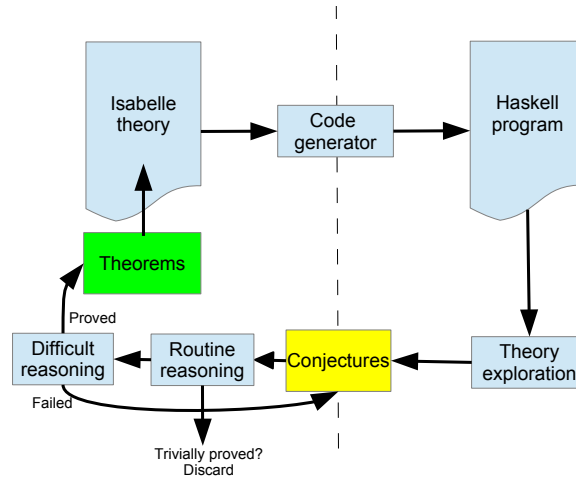 Isabelle
theory
Code
generator
Haskell
program
Theorems
Proved
Difficult
reasoning
Routine
reasoning
Conjectures
Theory
exploration
Failed
Trivially proved?
Discard